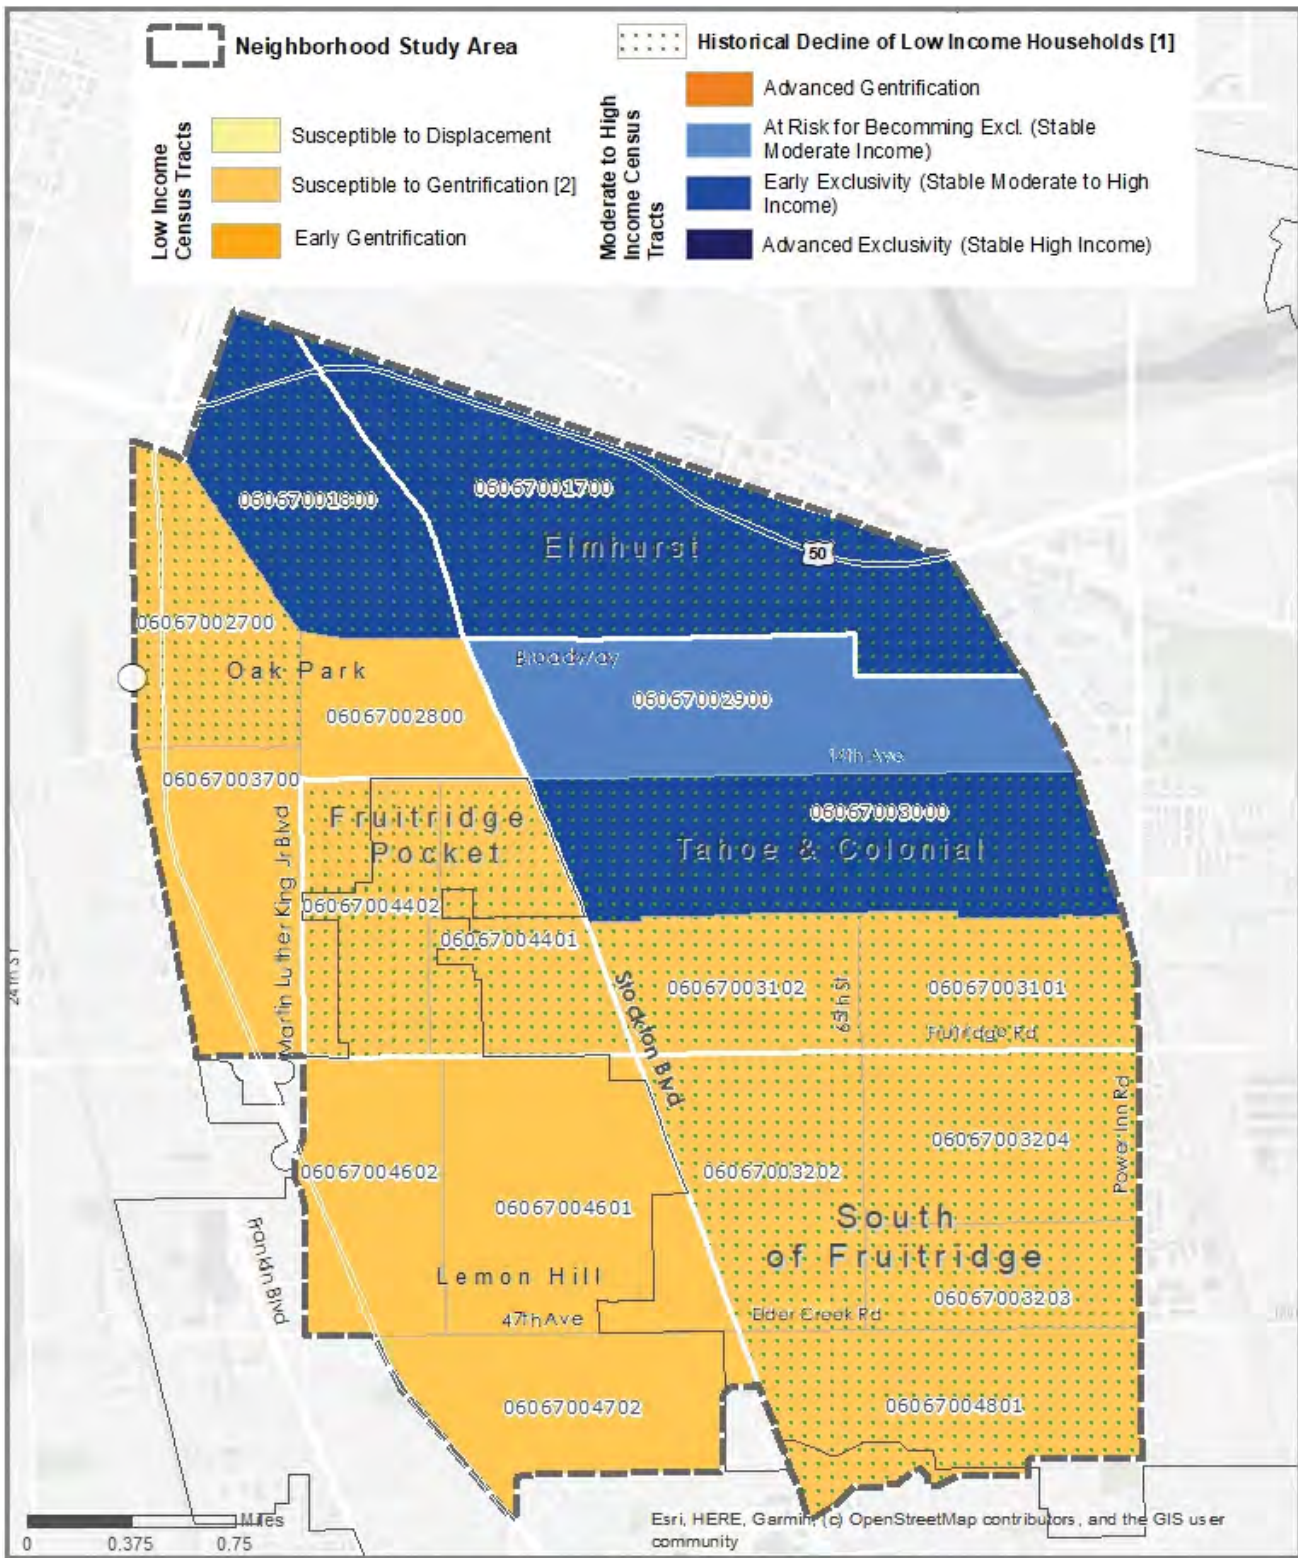 Neighborhood Study Area
Historical Decline of Low Income Households [1]
Low Income
Census Tracts
Susceptible to Displacement
Susceptible to Gentrification [2]
Early Gentrification
Moderate to High
Income Census
Tracts
Advanced Gentrification
At Risk for Becomming Excl. (Stable
Moderate Income)
Early Exclusivity (Stable Moderate to High
Income)
Advanced Exclusivity (Stable High Income)
06067001800
06067001700
Elmhurst
50
06067002700
Oak Park
Broadway
06067002900
06067002800
14th Ave
06067003700
Fruitridge
Pocket
06067003000
Tahoe & Colonial
Martin Luther King Jr Blvd
06067004402
06067004401
24th ST
Stockton Blvd
06067003102
65th St
06067003101
Fruitridge Rd
06067004602
06067003202
06067003204
Power Inn Rd
06067004601
South
of Fruitridge
Franklin Blvd
Lemon Hill
06067003203
47th Ave
Elder Creek Rd
06067004702
06067004801
Miles
0 0.375 0.75
Esri, HERE, Garmin, (c) OpenStreetMap contributors, and the GIS user
community